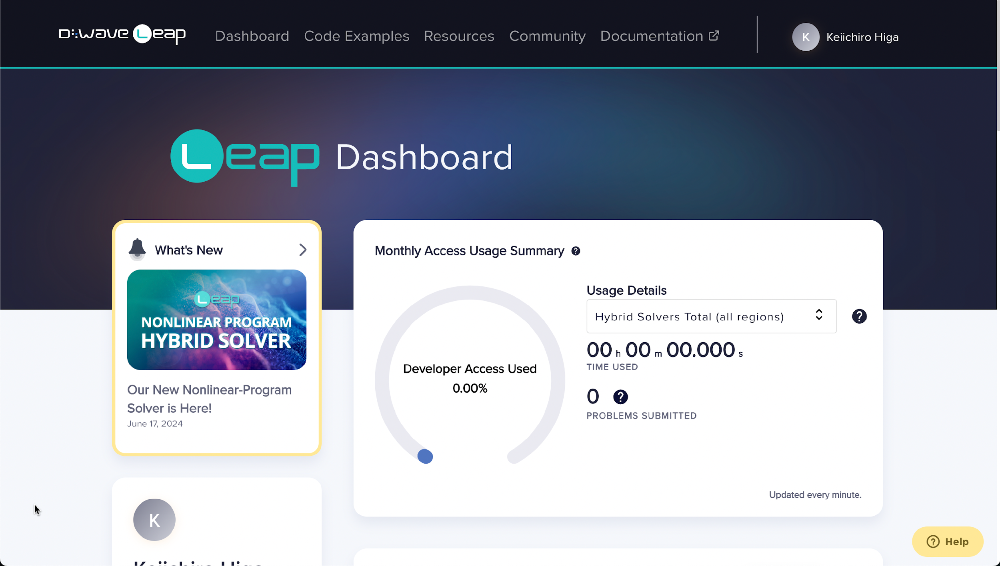 D:wave Leap
Dashboard
Code Examples
Resources
Community
Documentation
K
Keiichiro Higa
Leap Dashboard
What's New
Leap
NONLINEAR PROGRAM
HYBRID SOLVER
Our New Nonlinear-Program
Solver is Here!
June 17, 2024
K
Keiichiro Higa
Monthly Access Usage Summary ?
Developer Access Used
0.00%
Usage Details
Hybrid Solvers Total (all regions)
?
00 h 00 m 00.000 s
TIME USED
0 ?
PROBLEMS SUBMITTED
Updated every minute.
? Help